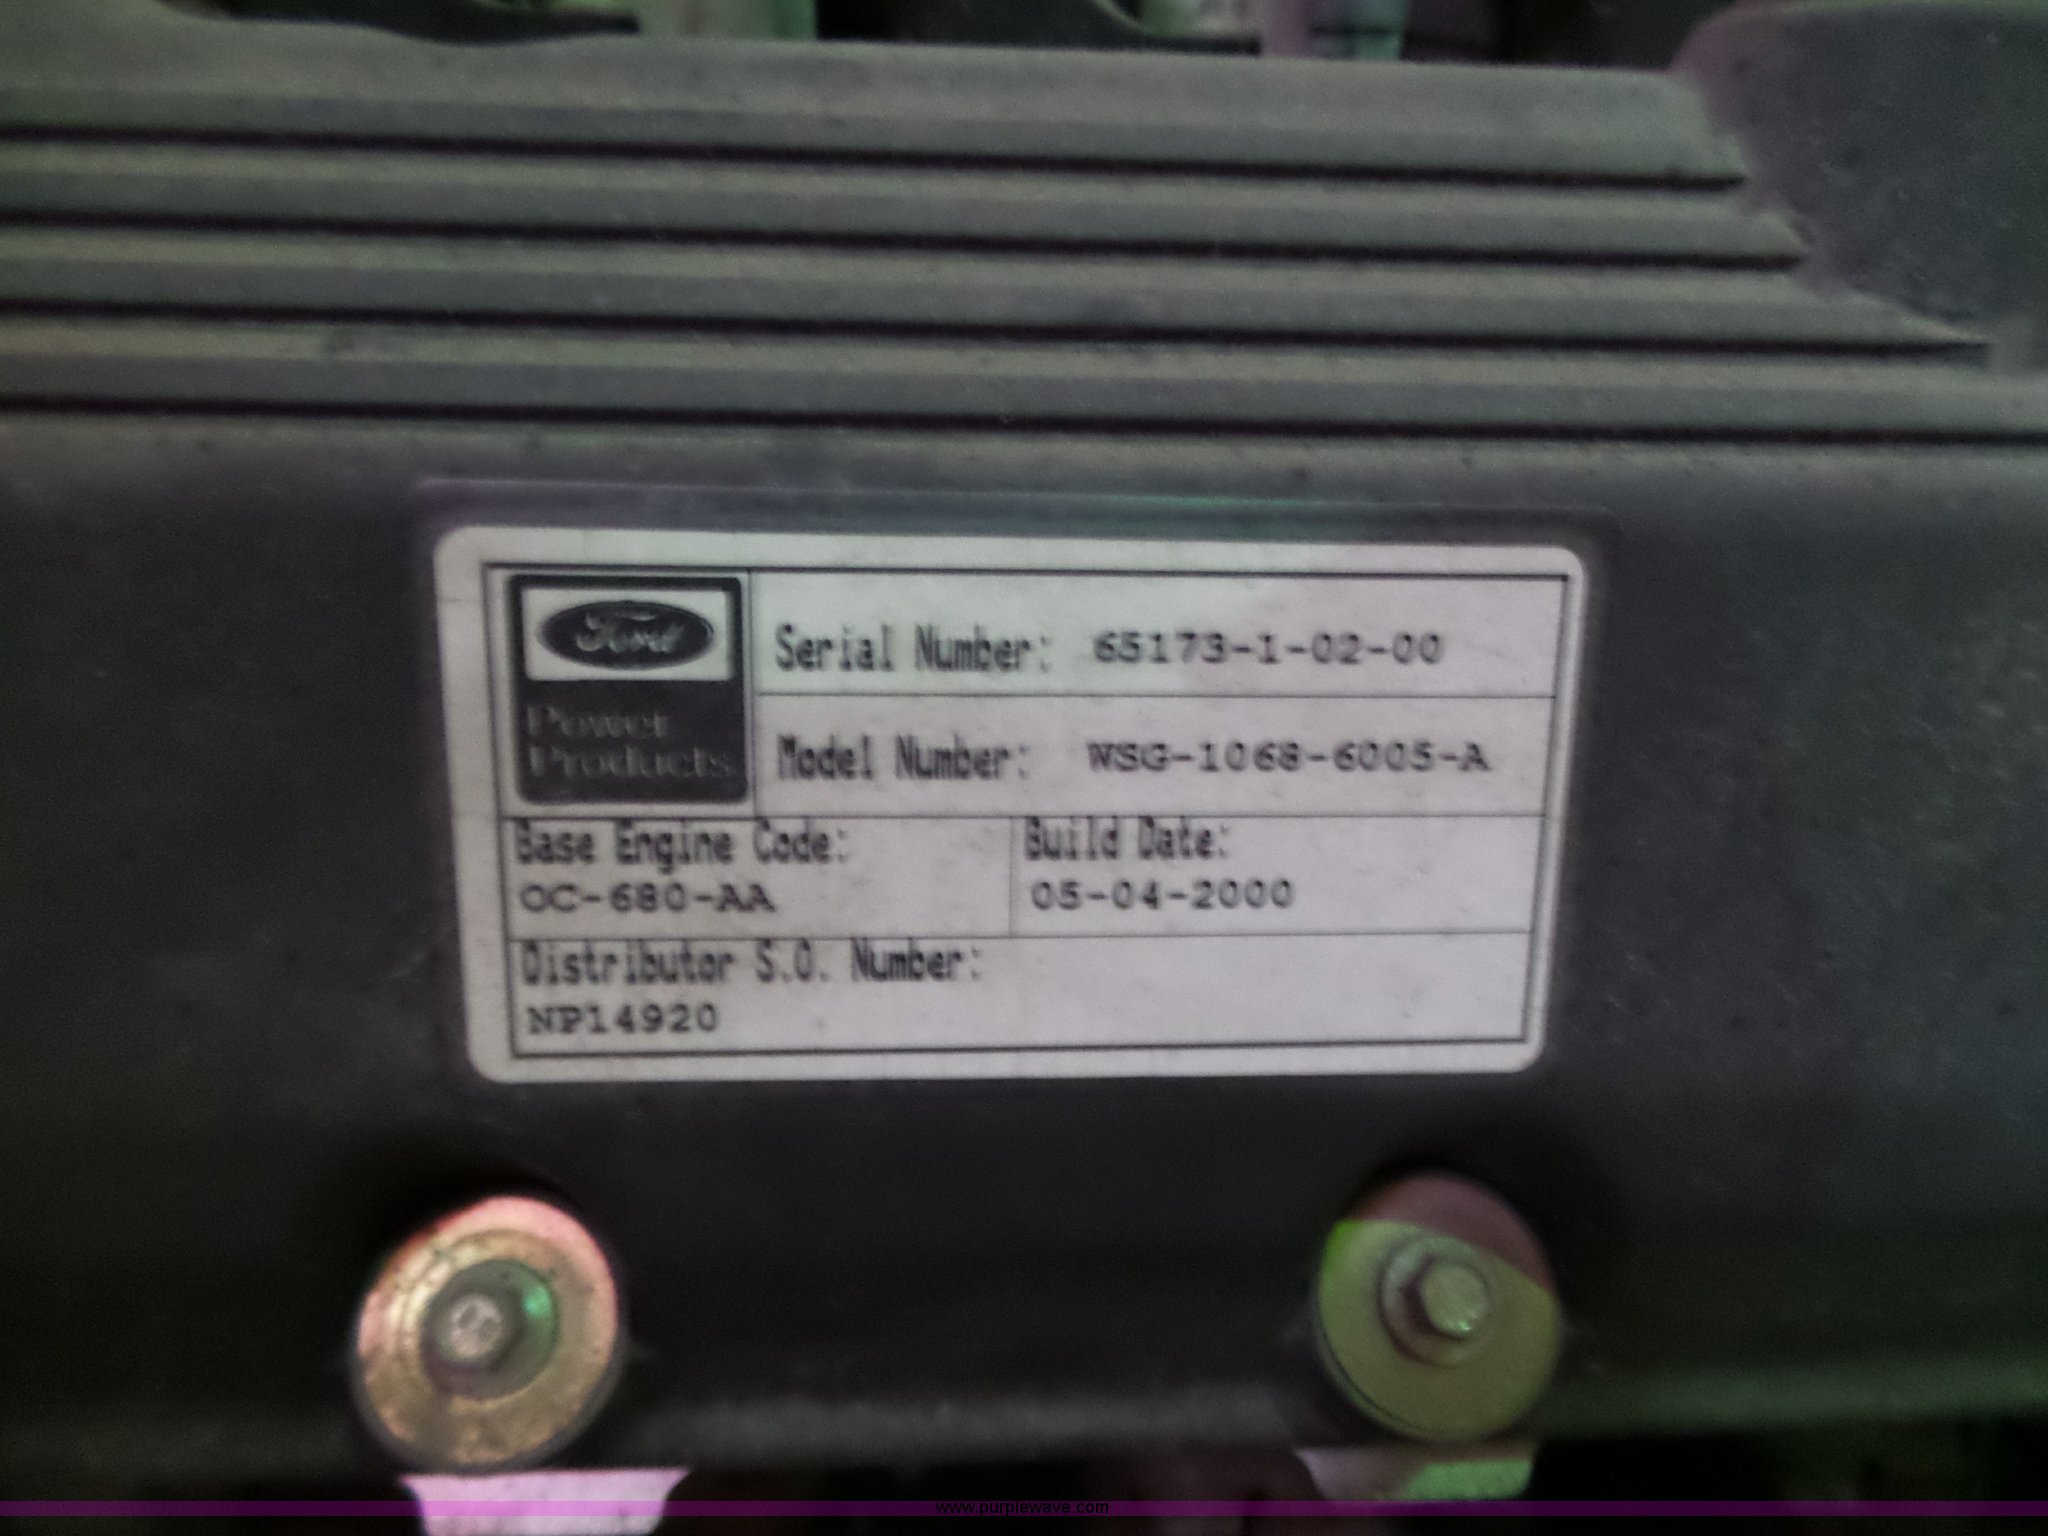 Ford
Power
Products
Serial Number: 65173-1-02-00
Model Number: WSG-1068-6005-A
Base Engine Code:
OC-680-AA
Build Date:
05-04-2000
Distributor S.O. Number:
NP14920
www.purplewave.com